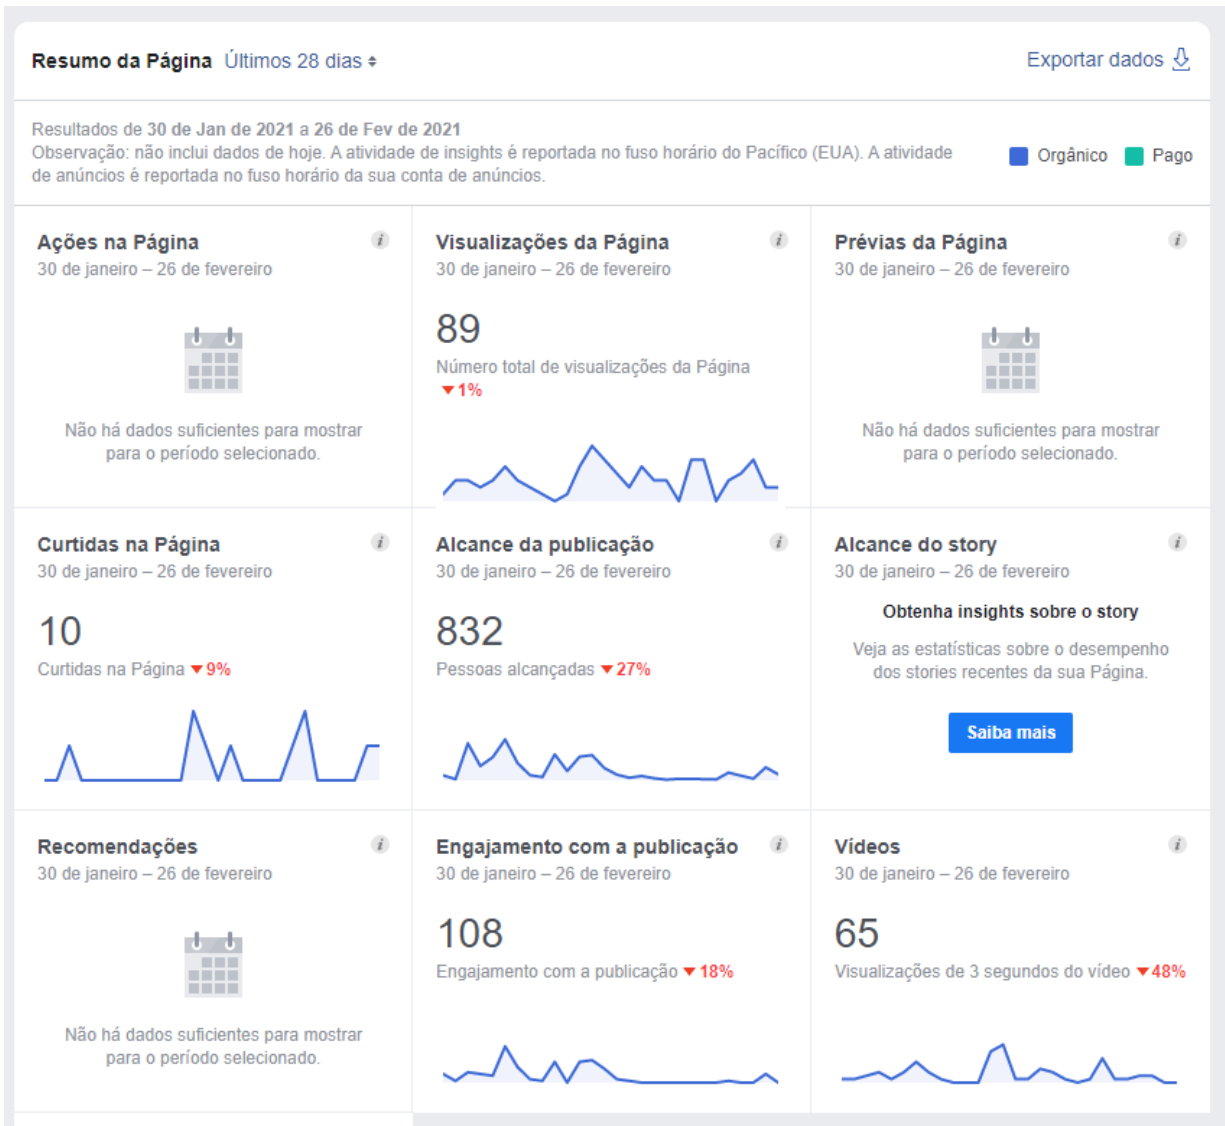 Resumo da Página Últimos 28 dias
Exportar dados
Resultados de 30 de Jan de 2021 a 26 de Fev de 2021
Observação: não inclui dados de hoje. A atividade de insights é reportada no fuso horário do Pacífico (EUA). A atividade
de anúncios é reportada no fuso horário da sua conta de anúncios.
Orgânico Pago
Ações na Página
30 de janeiro – 26 de fevereiro
Não há dados suficientes para mostrar
para o período selecionado.
Visualizações da Página
30 de janeiro – 26 de fevereiro
89
Número total de visualizações da Página
▼1%
Prévias da Página
30 de janeiro – 26 de fevereiro
Não há dados suficientes para mostrar
para o período selecionado.
Curtidas na Página
30 de janeiro – 26 de fevereiro
10
Curtidas na Página ▼9%
Alcance da publicação
30 de janeiro – 26 de fevereiro
832
Pessoas alcançadas ▼27%
Alcance do story
30 de janeiro – 26 de fevereiro
Obtenha insights sobre o story
Veja as estatísticas sobre o desempenho
dos stories recentes da sua Página.
Saiba mais
Recomendações
30 de janeiro – 26 de fevereiro
Não há dados suficientes para mostrar
para o período selecionado.
Engajamento com a publicação
30 de janeiro – 26 de fevereiro
108
Engajamento com a publicação ▼18%
Vídeos
30 de janeiro – 26 de fevereiro
65
Visualizações de 3 segundos do vídeo ▼48%